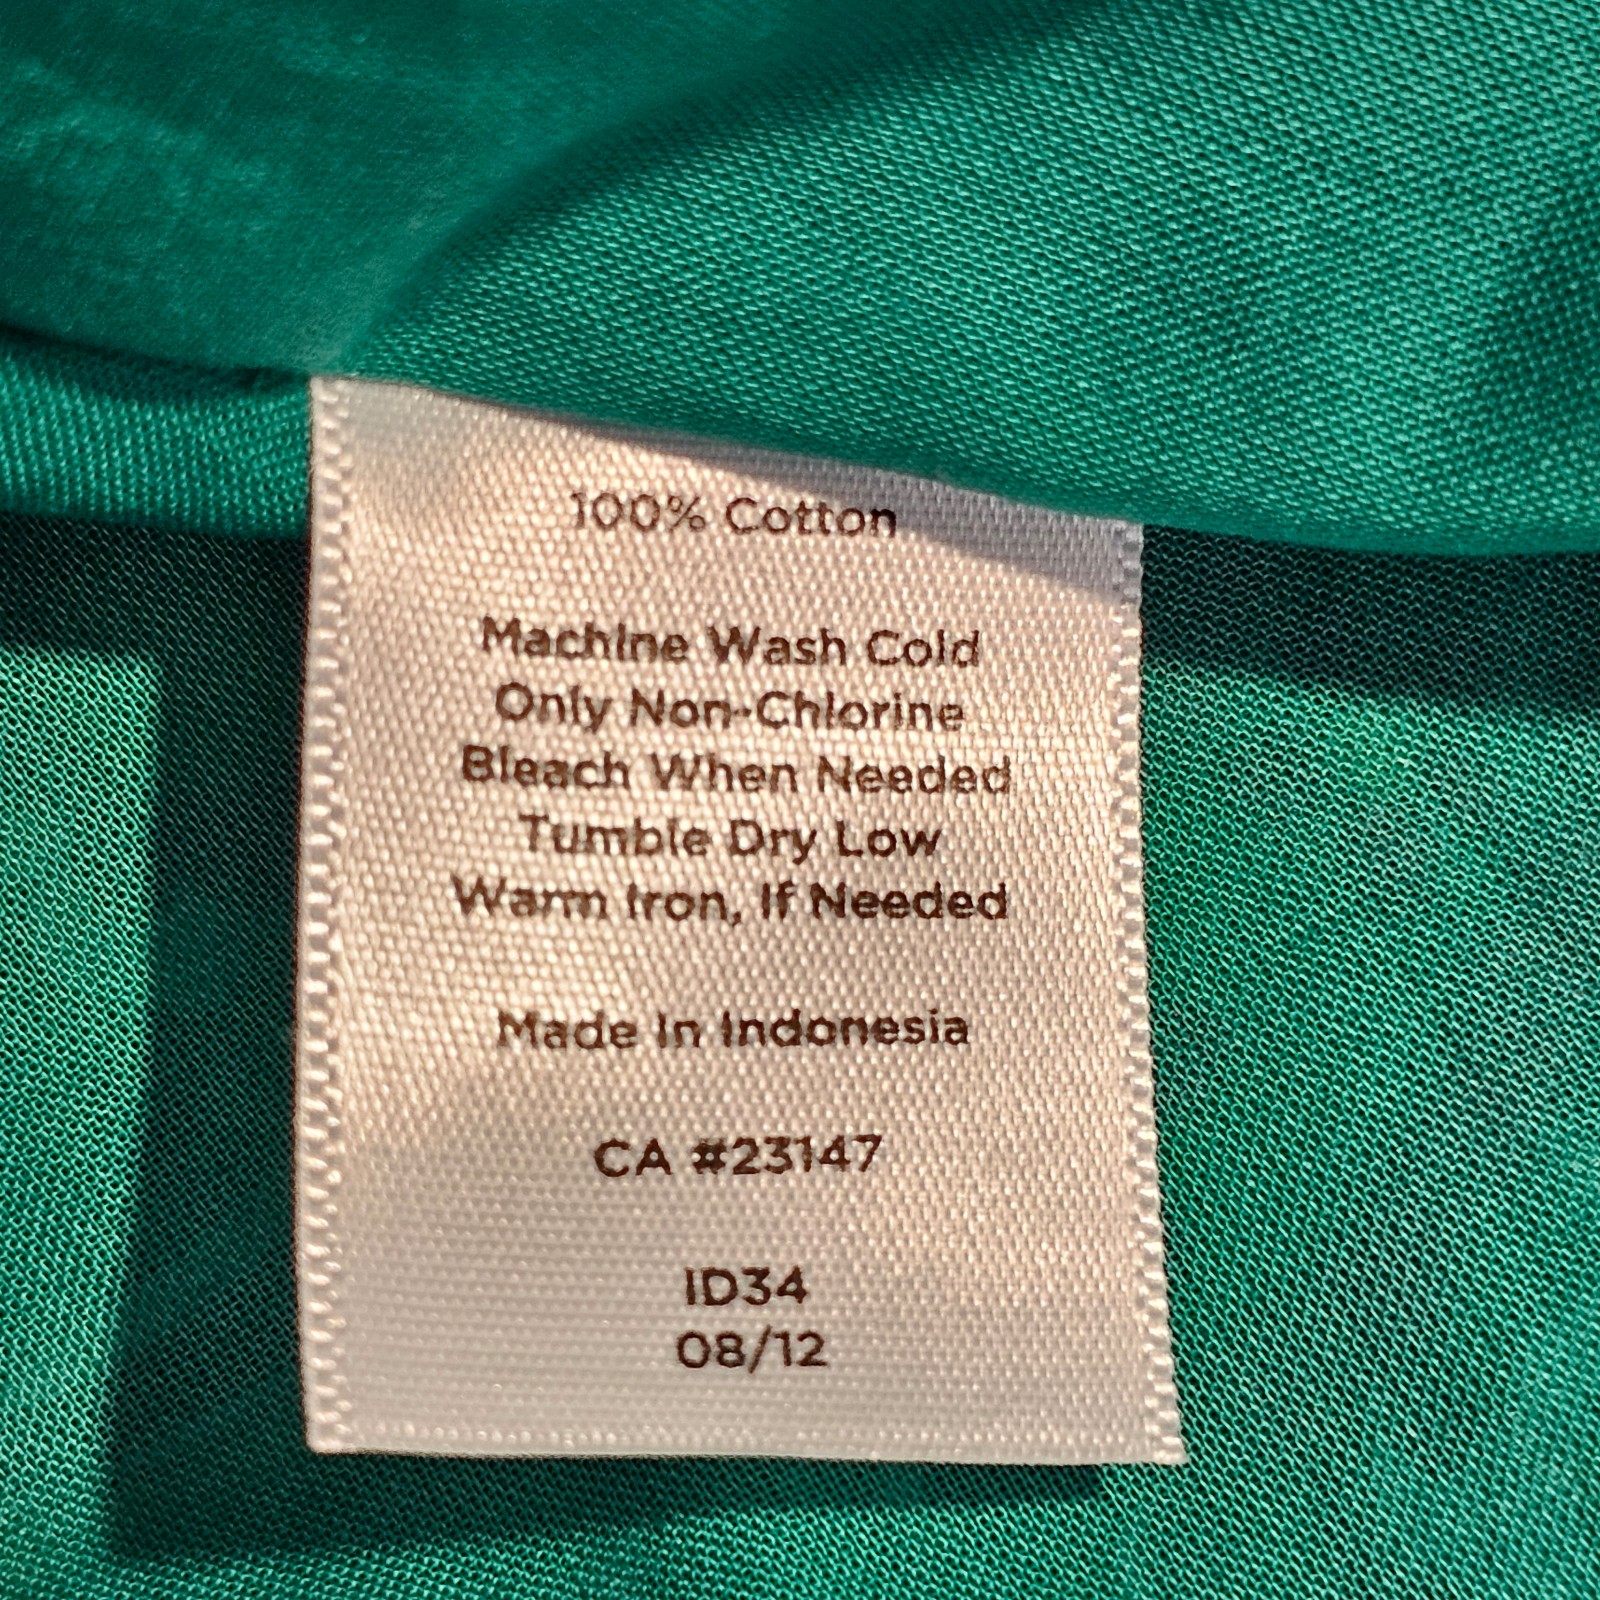 100% Cotton
Machine Wash Cold
Only Non-Chlorine
Bleach When Needed
Tumble Dry Low
Warm Iron, If Needed
Made In Indonesia
CA #23147
ID34
08/12